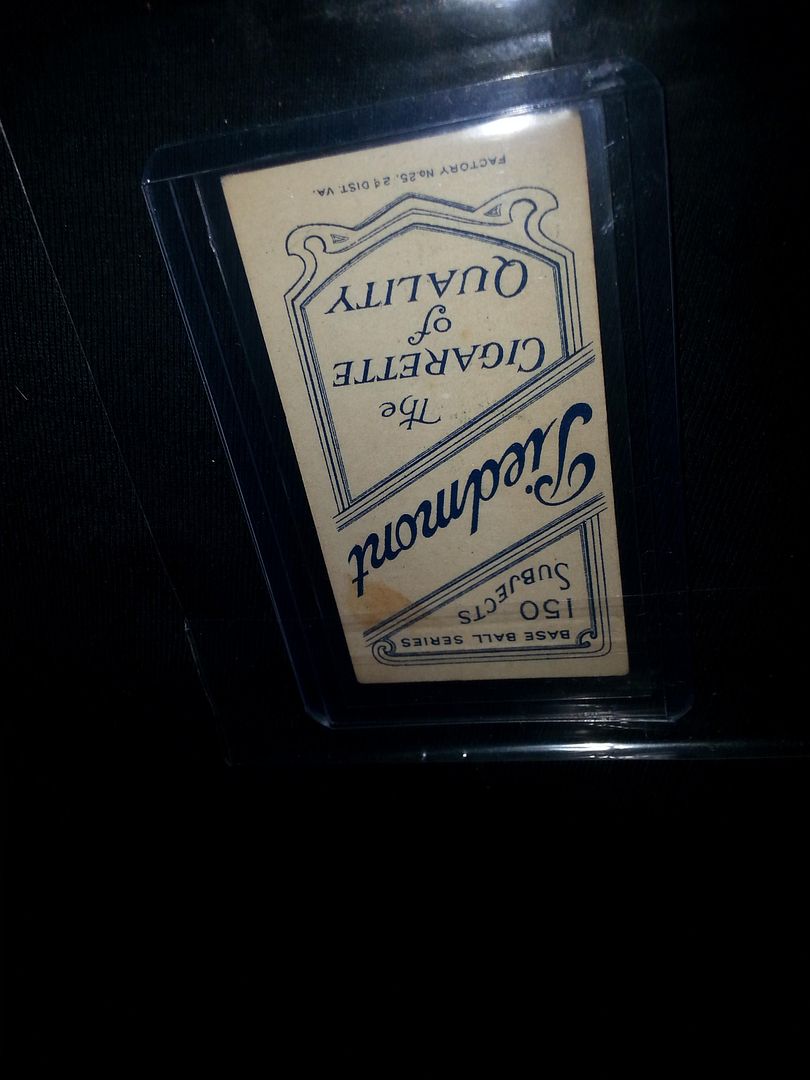 BASE BALL SERIES
150
SUBJECTS
Piedmont
The
CIGARETTE
of
QUALITY
FACTORY No 25. 2d DIST. VA.